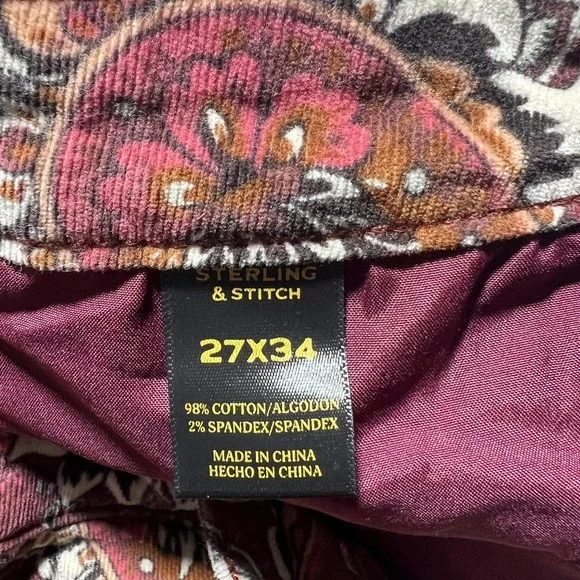 STERLING
& STITCH
27X34
98% COTTON/ALGODON
2% SPANDEX/SPANDEX
MADE IN CHINA
HECHO EN CHINA